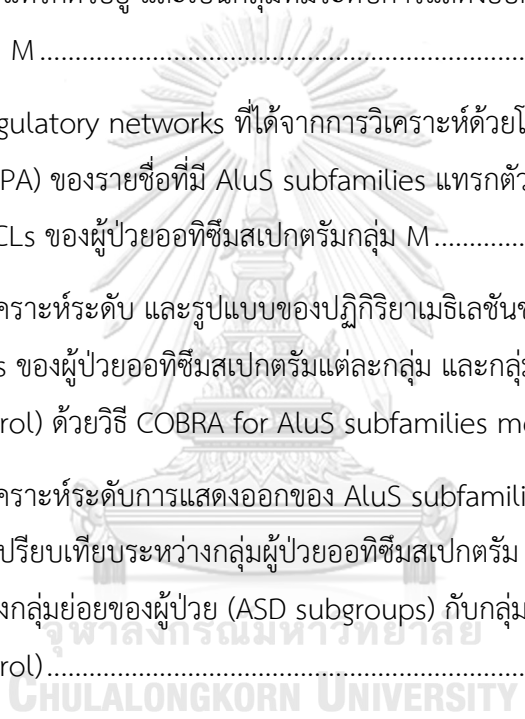 M..........................................................................
gulatory networks ที่ได้จากการวิเคราะห์ด้วยโ
PA) ของรายชื่อที่มี AluS subfamilies แทรกตัว
CLs ของผู้ป่วยออทิซึมสเปกตรัมกลุ่ม M..................
คราะห์ระดับ และรูปแบบของปฏิกิริยาเมธิเลชันข
s ของผู้ป่วยออทิซึมสเปกตรัมแต่ละกลุ่ม และกลุ่ม
rol) ด้วยวิธี COBRA for AluS subfamilies me
คราะห์ระดับการแสดงออกของ AluS subfamili
เปรียบเทียบระหว่างกลุ่มผู้ป่วยออทิซึมสเปกตรัม
งกลุ่มย่อยของผู้ป่วย (ASD subgroups) กับกลุ่ม
จุฬาลงกรณ์มหาวิทยาลัย
rol)..........................................................................
CHULALONGKORN UNIVERSITY